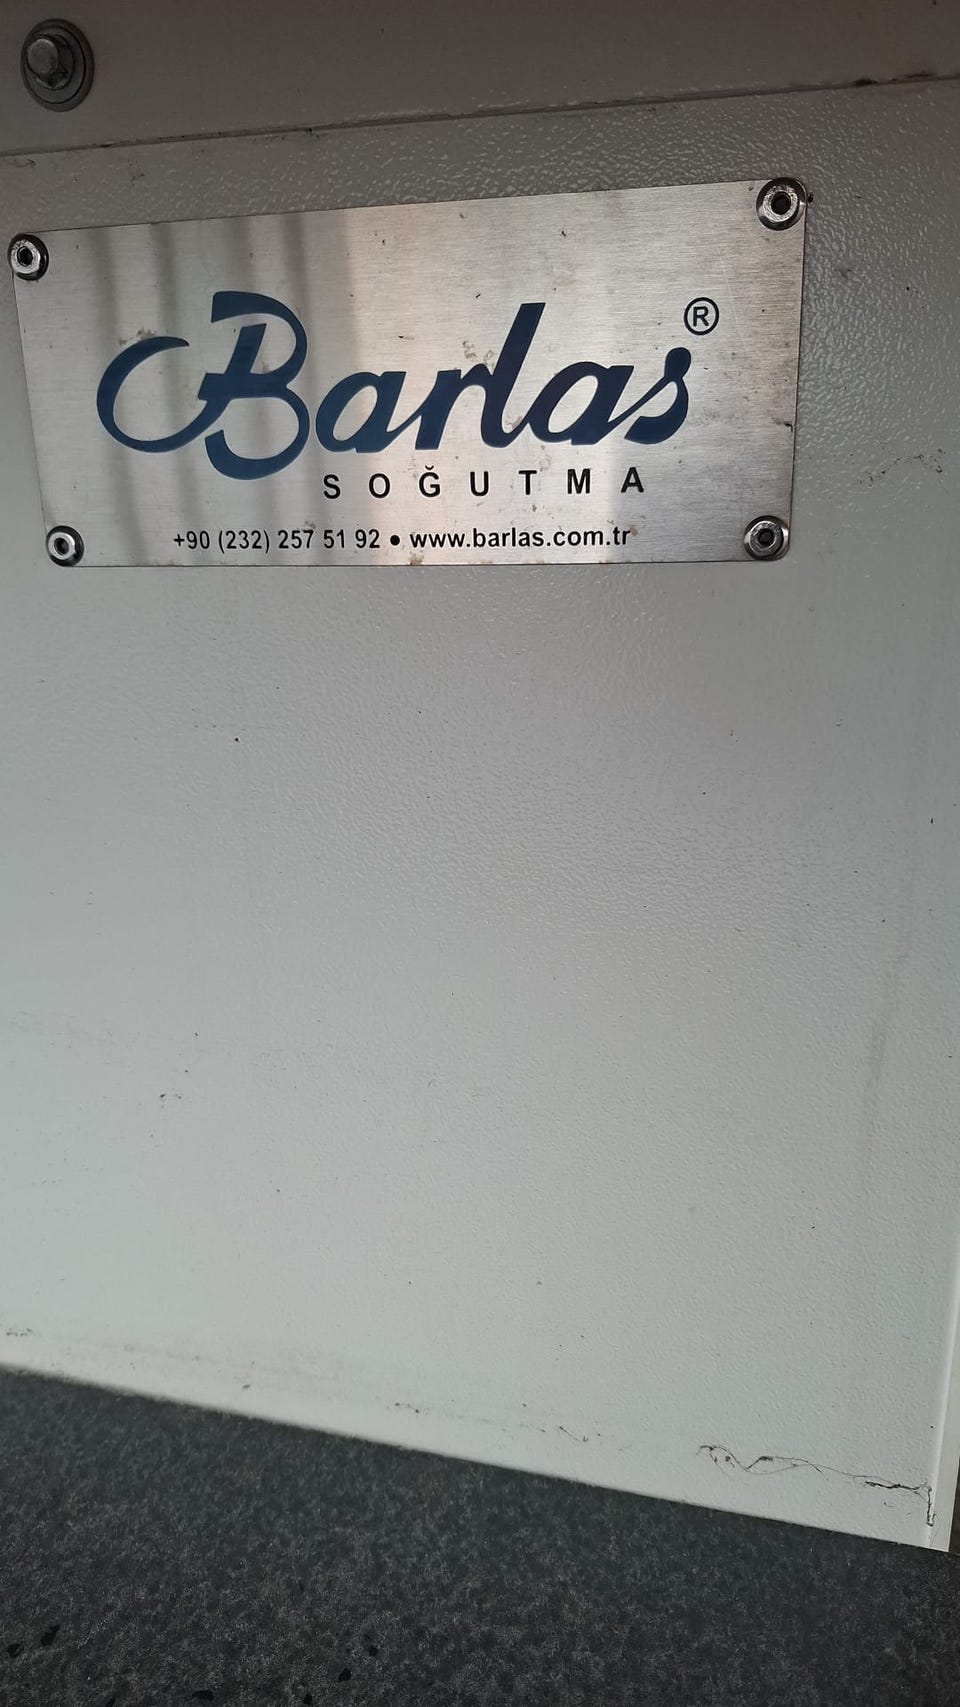 Barlas ®
SOĞUTMA
+90 (232) 257 51 92 • www.barlas.com.tr